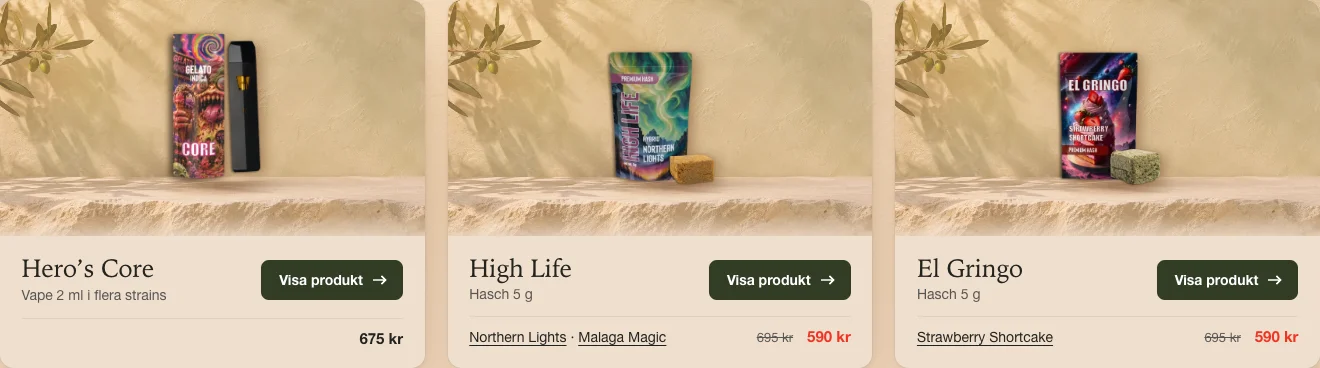 GELATO
INDICA
CORE
Hero’s Core
Vape 2 ml i flera strains
Visa produkt →
675 kr
PREMIUM HASH
HIGH LIFE
HYBRID
NORTHERN
LIGHTS
High Life
Hasch 5 g
Visa produkt →
Northern Lights · Malaga Magic
695 kr 590 kr
EL GRINGO
STRAWBERRY
SHORTCAKE
PREMIUM HASH
El Gringo
Hasch 5 g
Visa produkt →
Strawberry Shortcake
695 kr 590 kr